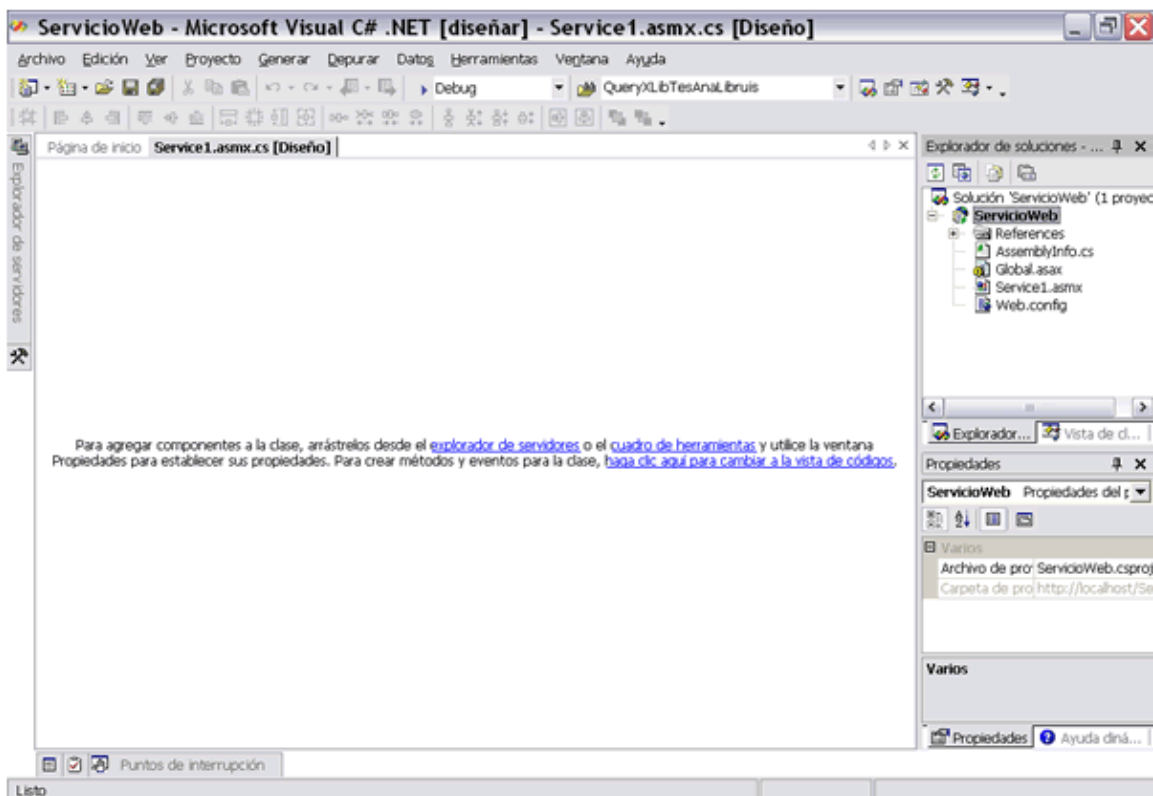 ServicioWeb - Microsoft Visual C# .NET [diseñar] - Service1.asmx.cs [Diseño]
Archivo Edición Ver Proyecto Generar Depurar Datos Herramientas Ventana Ayuda
Debug QueryXLibTesAnaLibruis
Página de inicio Service1.asmx.cs [Diseño]
Explorador de servidores
Para agregar componentes a la clase, arrástrelos desde el explorador de servidores o el cuadro de herramientas y utilice la ventana
Propiedades para establecer sus propiedades. Para crear métodos y eventos para la clase, haga clic aquí para cambiar a la vista de códigos.
Explorador de soluciones - ...
Solución 'ServicioWeb' (1 proyec
ServicioWeb
References
AssemblyInfo.cs
Global.asax
Service1.asmx
Web.config
Explorador... Vista de cl...
Propiedades
ServicioWeb Propiedades del p
Varios
Archivo de pro ServicioWeb.csproj
Carpeta de pro http://localhost/Se
Varios
Propiedades Ayuda diná...
Puntos de interrupción
Listo